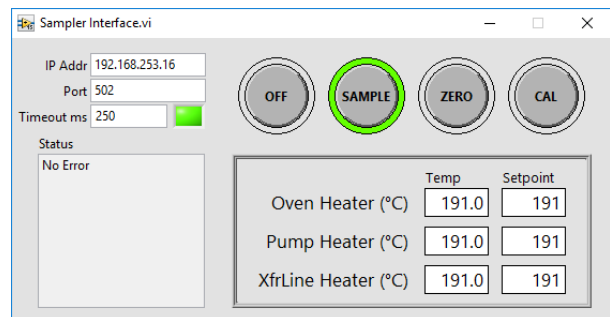 Sampler Interface.vi
IP Addr 192.168.253.16
Port 502
Timeout ms 250
Status
No Error
OFF SAMPLE ZERO CAL
Temp Setpoint
Oven Heater (°C) 191.0 191
Pump Heater (°C) 191.0 191
XfrLine Heater (°C) 191.0 191